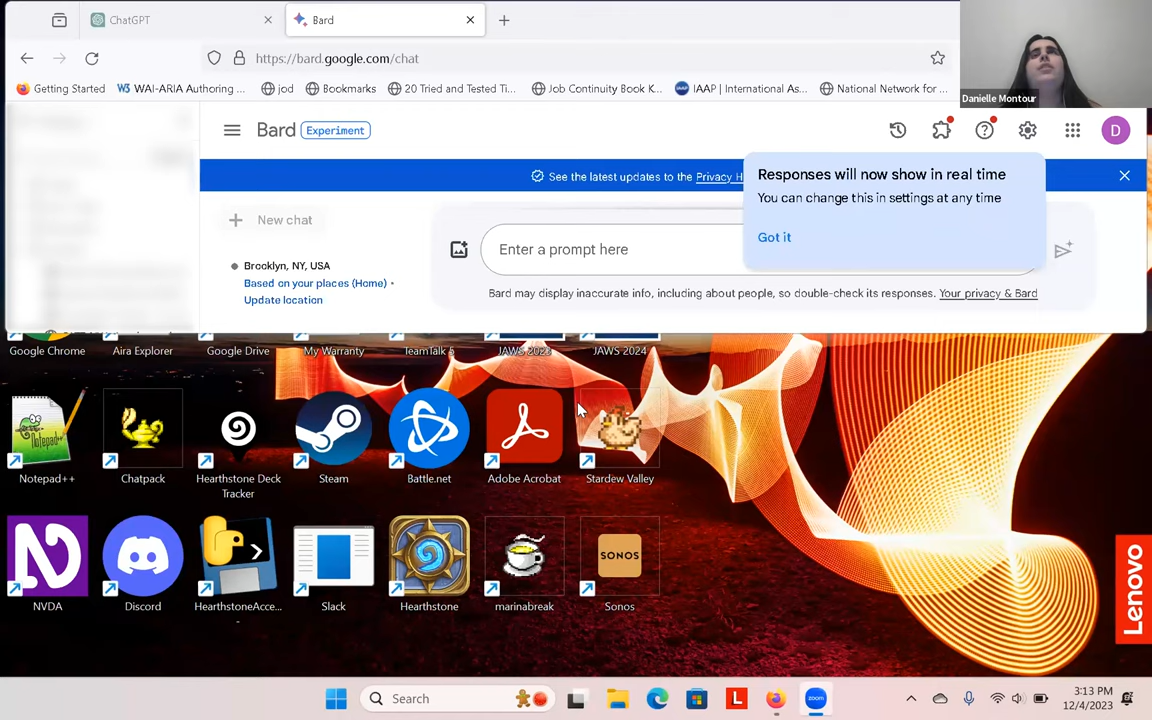 ChatGPT
Bard
https://bard.google.com/chat
Getting Started
WAI-ARIA Authoring ...
jod
Bookmarks
20 Tried and Tested Ti...
Job Continuity Book K...
IAAP | International As...
National Network for ...
Danielle Montour
Bard Experiment
D
See the latest updates to the Privacy H
Responses will now show in real time
You can change this in settings at any time
Got it
New chat
Enter a prompt here
Brooklyn, NY, USA
Based on your places (Home) •
Update location
Bard may display inaccurate info, including about people, so double-check its responses. Your privacy & Bard
Google Chrome
Aira Explorer
Google Drive
My Warranty
TeamTalk 5
JAWS 2023
JAWS 2024
Notepad++
Chatpack
Hearthstone Deck
Tracker
Steam
Battle.net
Adobe Acrobat
Stardew Valley
SONOS
NVDA
Discord
HearthstoneAcce...
Slack
Hearthstone
marinabreak
Sonos
Lenovo
Search
L
zoom
3:13 PM
12/4/2023